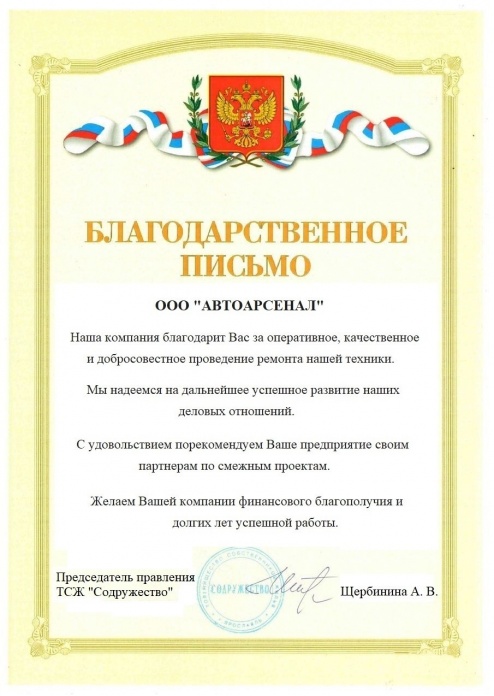 БЛАГОДАРСТВЕННОЕ
ПИСЬМО
ООО "АВТОАРСЕНАЛ"
Наша компания благодарит Вас за оперативное, качественное
и добросовестное проведение ремонта нашей техники.
Мы надеемся на дальнейшее успешное развитие наших
деловых отношений.
С удовольствием порекомендуем Ваше предприятие своим
партнерам по смежным проектам.
Желаем Вашей компании финансового благополучия и
долгих лет успешной работы.
Председатель правления
ТСЖ "Содружество"
СОДРУЖЕСТВО
Щербинина А. В.